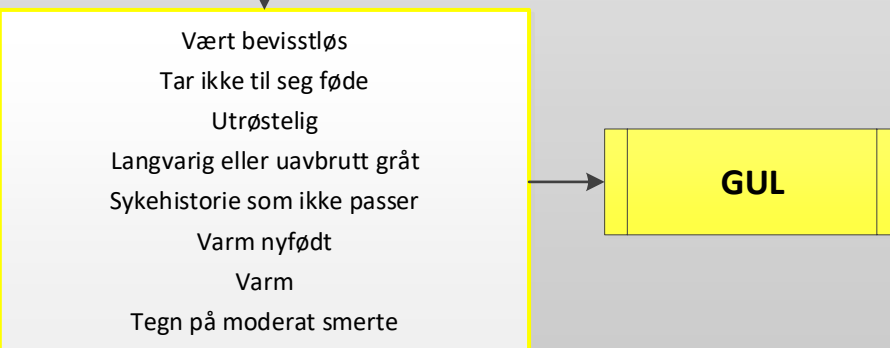 Vært bevisstløs
Tar ikke til seg føde
Utrøstelig
Langvarig eller uavbrutt gråt
Sykehistorie som ikke passer
Varm nyfødt
Varm
Tegn på moderat smerte
GUL